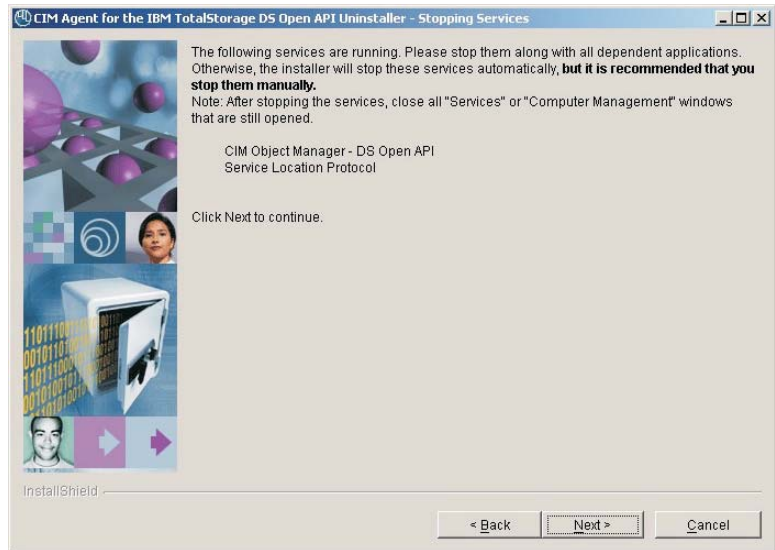 CIM Agent for the IBM TotalStorage DS Open API Uninstaller - Stopping Services
The following services are running. Please stop them along with all dependent applications.
Otherwise, the installer will stop these services automatically, but it is recommended that you
stop them manually.
Note: After stopping the services, close all "Services" or "Computer Management" windows
that are still opened.
CIM Object Manager - DS Open API
Service Location Protocol
Click Next to continue.
InstallShield
< Back
Next >
Cancel